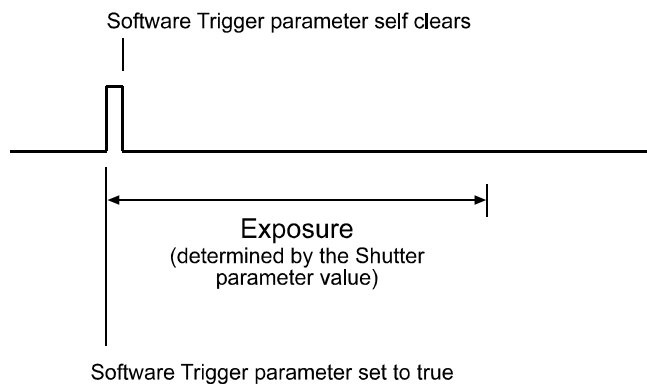 Software Trigger parameter self clears
Exposure
(determined by the Shutter
parameter value)
Software Trigger parameter set to true